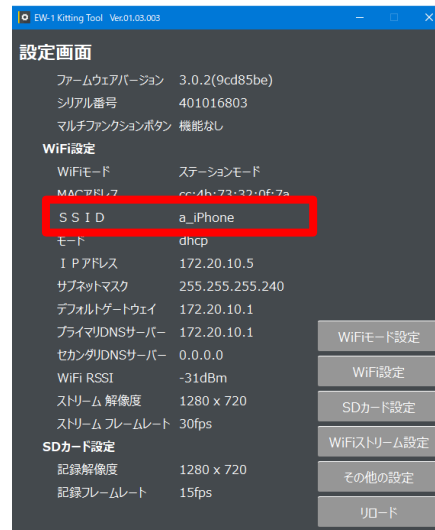 EW-1 Kitting Tool Ver.01.03.003
設定画面
ファームウェアバージョン 3.0.2(9cd85be)
シリアル番号 401016803
マルチファンクションボタン 機能なし
WiFi設定
WiFiモード ステーションモード
MACアドレス cc:4b:73:32:0f:7a
ＳＳＩＤ a_iPhone
モード dhcp
ＩＰアドレス 172.20.10.5
サブネットマスク 255.255.255.240
デフォルトゲートウェイ 172.20.10.1
プライマリDNSサーバー 172.20.10.1
セカンダリDNSサーバー 0.0.0.0
WiFi RSSI -31dBm
ストリーム 解像度 1280 x 720
ストリーム フレームレート 30fps
SDカード設定
記録解像度 1280 x 720
記録フレームレート 15fps
WiFiモード設定
WiFi設定
SDカード設定
WiFiストリーム設定
その他の設定
リロード